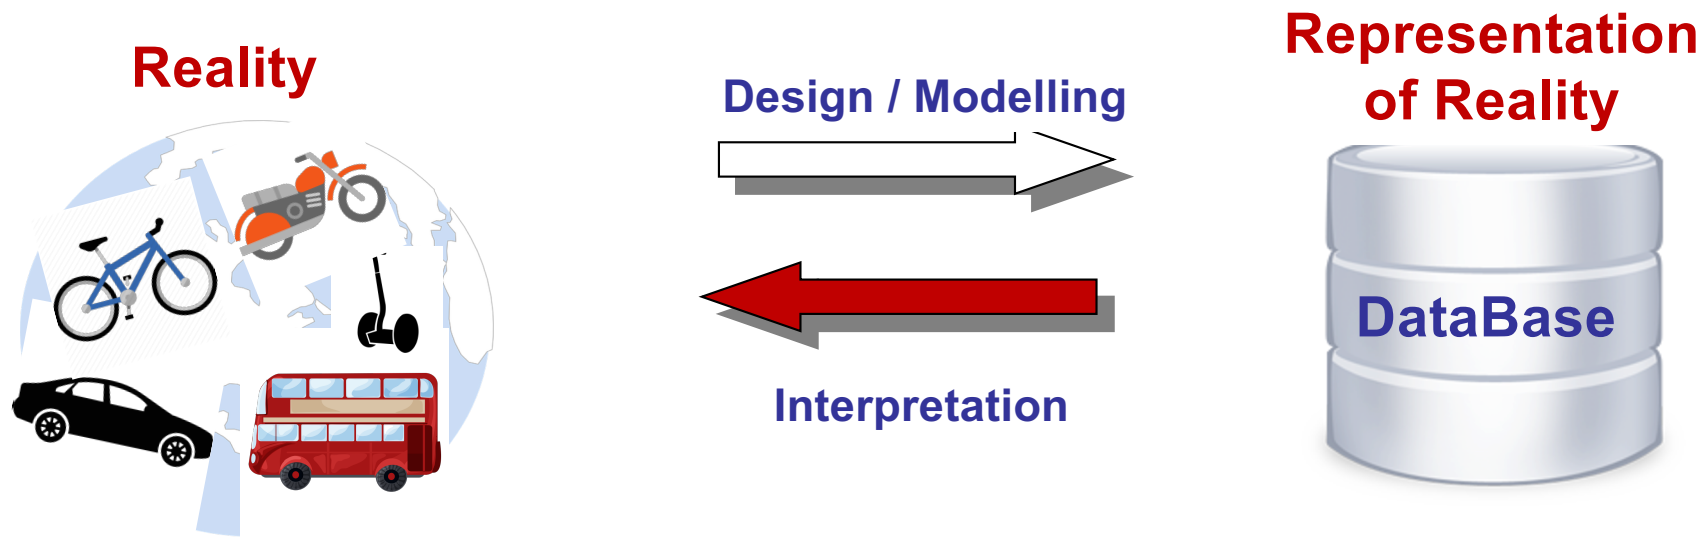 Reality
Design / Modelling
Interpretation
Representation
of Reality
DataBase